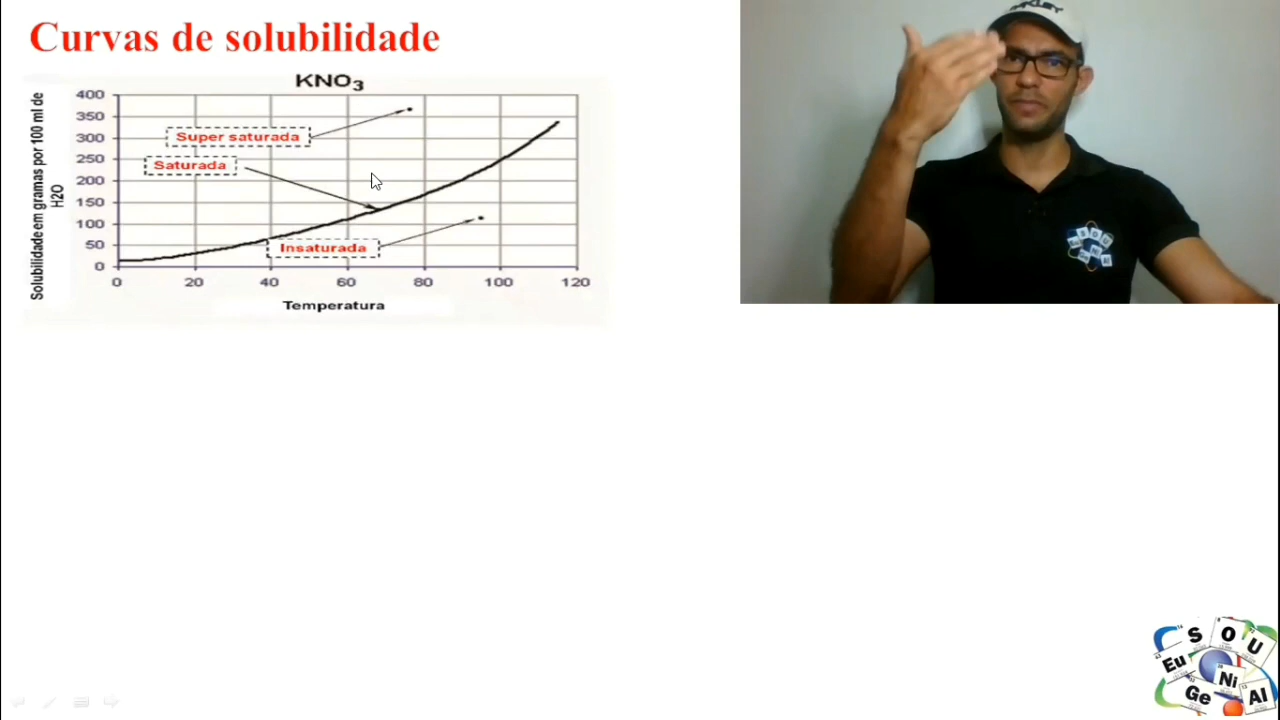 Curvas de solubilidade
KNO3
Solubilidade em gramas por 100 ml de
H2O
400
350
300
250
200
150
100
50
0
Super saturada
Saturada
Insaturada
0 20 40 60 80 100 120
Temperatura
S O U
Eu Ni
Ge Al